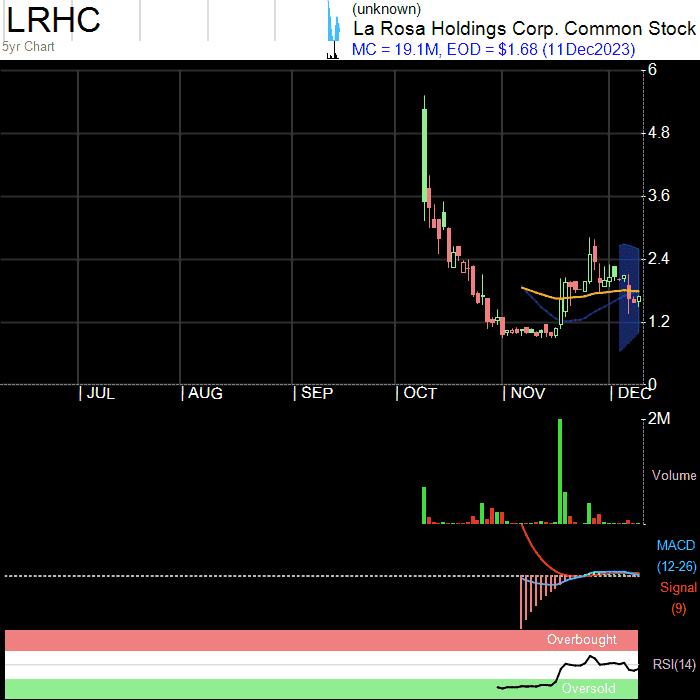 LRHC
5yr Chart
(unknown)
La Rosa Holdings Corp. Common Stock
MC = 19.1M, EOD = $1.68 (11Dec2023)
6
4.8
3.6
2.4
1.2
0
JUL AUG SEP OCT NOV DEC
2M
Volume
MACD
(12-26)
Signal
(9)
Overbought
RSI(14)
Oversold